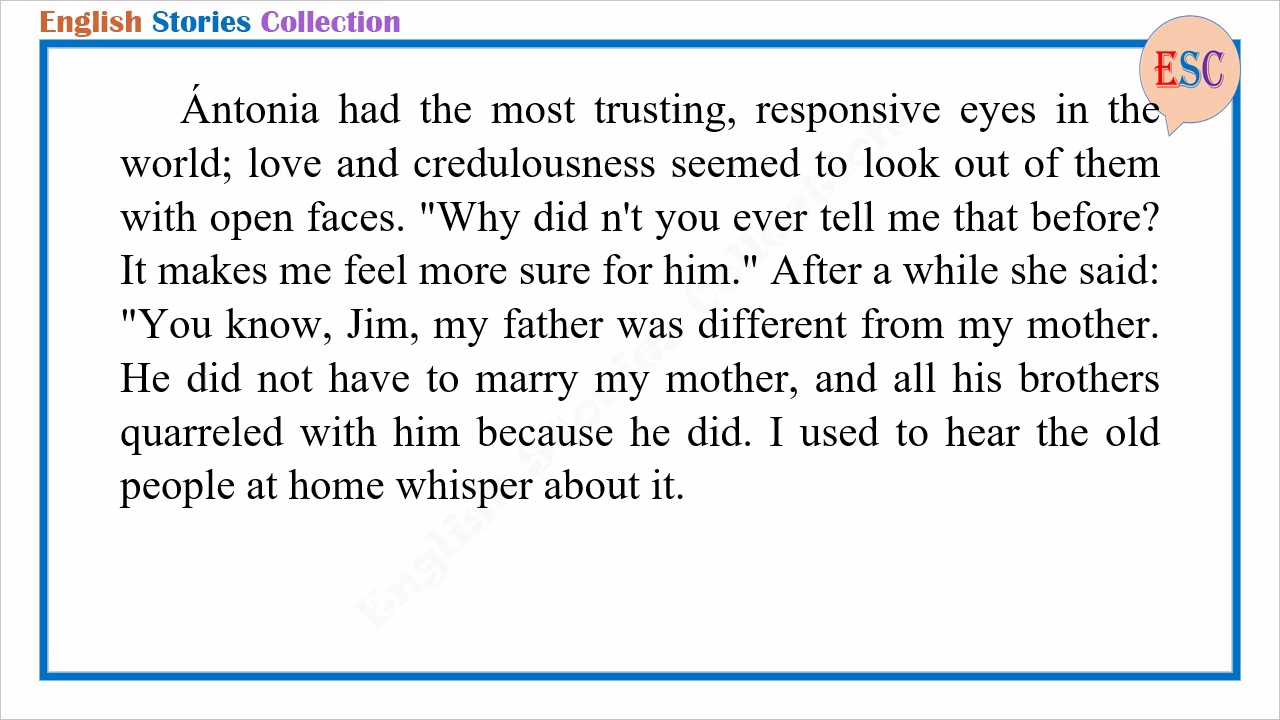 English Stories Collection
ESC
Ántonia had the most trusting, responsive eyes in the
world; love and credulousness seemed to look out of them
with open faces. "Why did n't you ever tell me that before?
It makes me feel more sure for him." After a while she said:
"You know, Jim, my father was different from my mother.
He did not have to marry my mother, and all his brothers
quarreled with him because he did. I used to hear the old
people at home whisper about it.
English Stories Collection